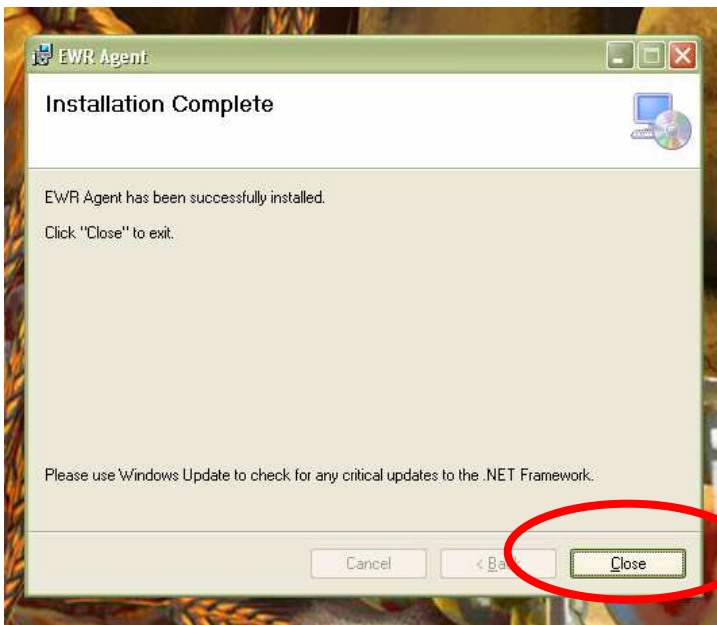 EWR Agent
Installation Complete
EWR Agent has been successfully installed.
Click "Close" to exit.
Please use Windows Update to check for any critical updates to the .NET Framework.
Cancel
< Back
Close